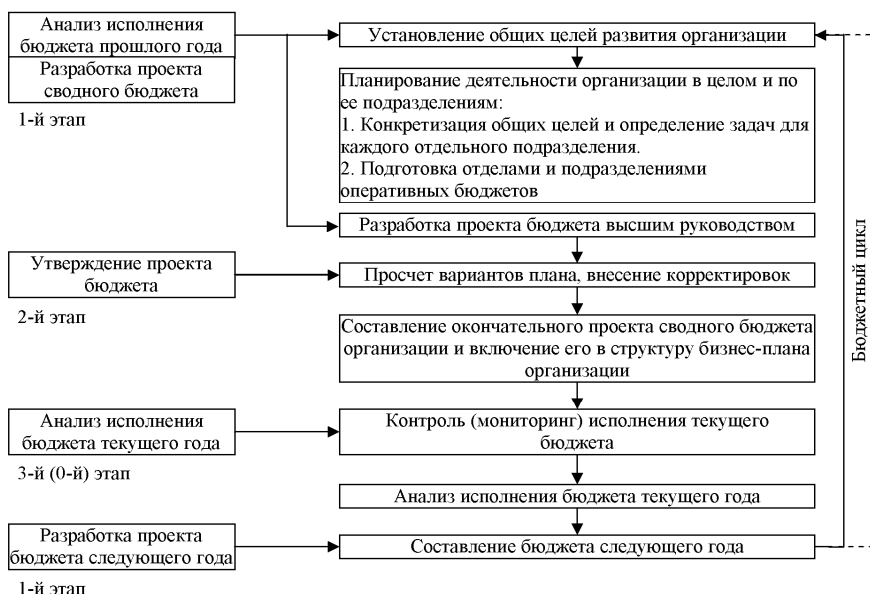 Анализ исполнения
бюджета прошлого года
Разработка проекта
сводного бюджета
1-й этап
Установление общих целей развития организации
Планирование деятельности организации в целом и по
ее подразделениям:
1. Конкретизация общих целей и определение задач для
каждого отдельного подразделения.
2. Подготовка отделами и подразделениями
оперативных бюджетов
Разработка проекта бюджета высшим руководством
Утверждение проекта
бюджета
2-й этап
Просчет вариантов плана, внесение корректировок
Составление окончательного проекта сводного бюджета
организации и включение его в структуру бизнес-плана
организации
Анализ исполнения
бюджета текущего года
3-й (0-й) этап
Контроль (мониторинг) исполнения текущего
бюджета
Анализ исполнения бюджета текущего года
Разработка проекта
бюджета следующего года
1-й этап
Составление бюджета следующего года
Бюджетный цикл